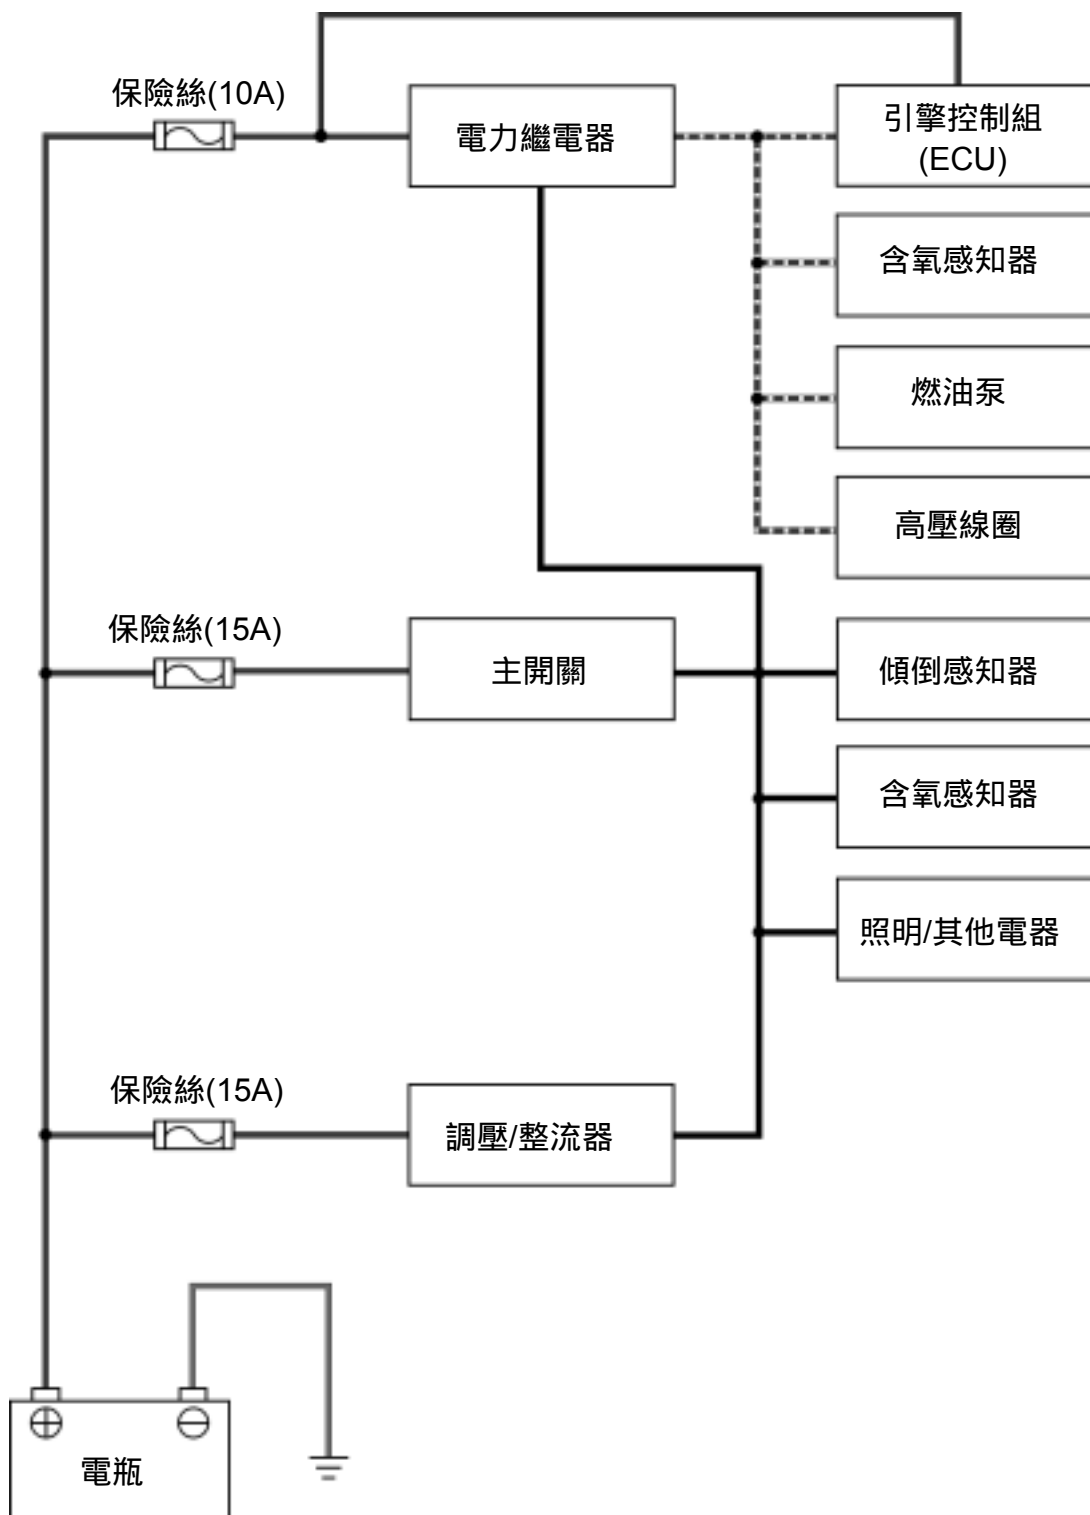 保險絲(10A)
電力繼電器
引擎控制組
(ECU)
含氧感知器
燃油泵
高壓線圈
保險絲(15A)
主開關
傾倒感知器
含氧感知器
照明/其他電器
保險絲(15A)
調壓/整流器
電瓶